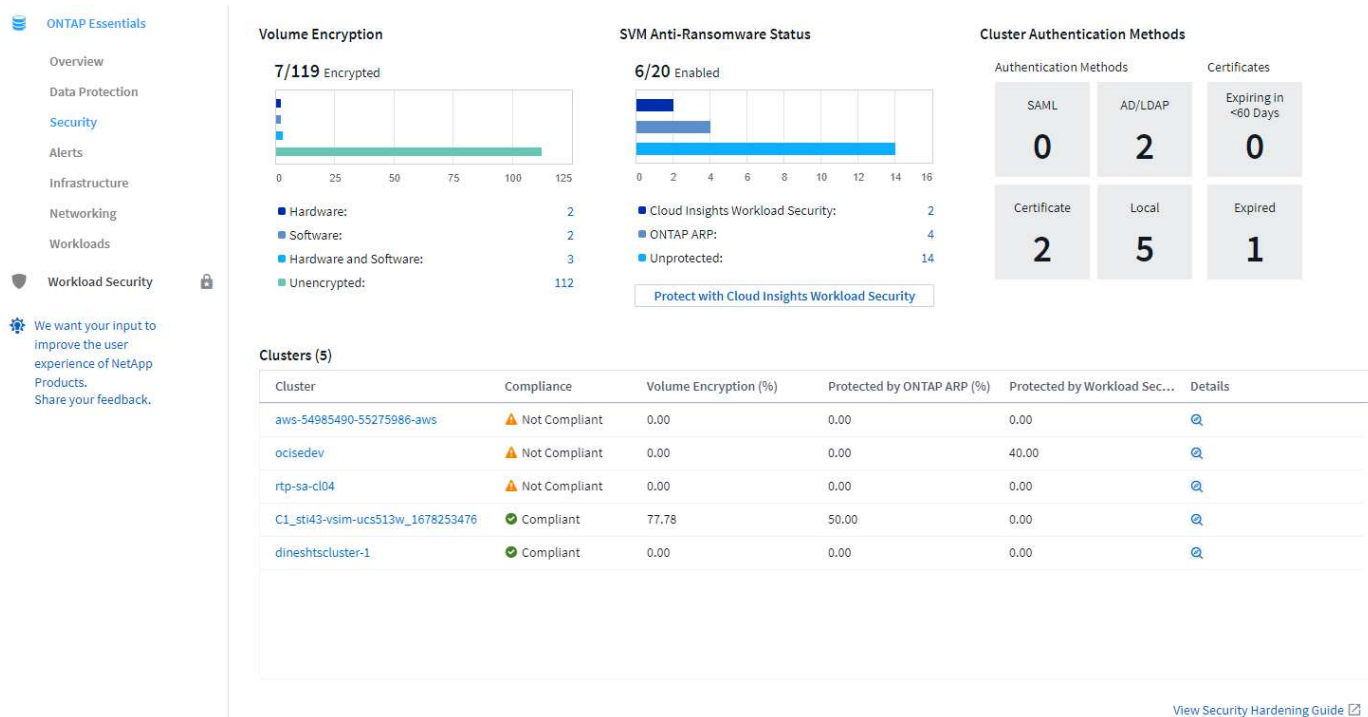 ONTAP Essentials
Overview
Data Protection
Security
Alerts
Infrastructure
Networking
Workloads
Workload Security
We want your input to
improve the user
experience of NetApp
Products.
Share your feedback.
Volume Encryption
7/119 Encrypted
0 25 50 75 100 125
Hardware: 2
Software: 2
Hardware and Software: 3
Unencrypted: 112
SVM Anti-Ransomware Status
6/20 Enabled
0 2 4 6 8 10 12 14 16
Cloud Insights Workload Security: 2
ONTAP ARP: 4
Unprotected: 14
Protect with Cloud Insights Workload Security
Cluster Authentication Methods
Authentication Methods Certificates
SAML AD/LDAP Expiring in
<60 Days
0 2 0
Certificate Local Expired
2 5 1
Clusters (5)
Cluster Compliance Volume Encryption (%) Protected by ONTAP ARP (%) Protected by Workload Sec... Details
aws-54985490-55275986-aws Not Compliant 0.00 0.00 0.00
ocisedev Not Compliant 0.00 0.00 40.00
rtp-sa-cl04 Not Compliant 0.00 0.00 0.00
C1_sti43-vsim-ucs513w_1678253476 Compliant 77.78 50.00 0.00
dineshtscluster-1 Compliant 0.00 0.00 0.00
View Security Hardening Guide